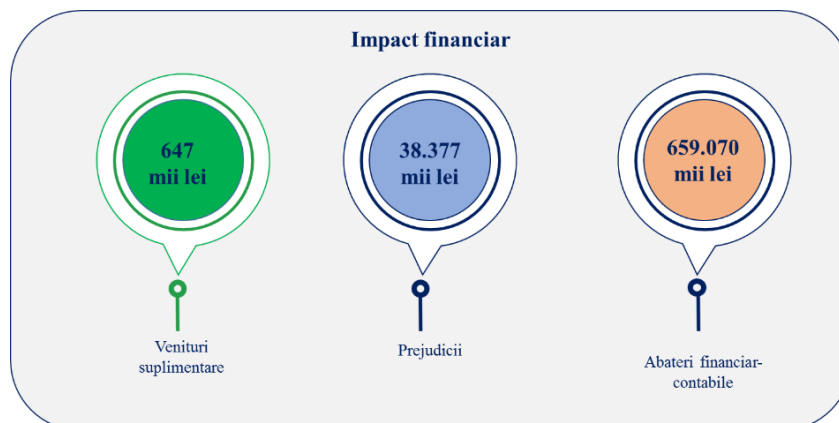 Impact financiar
647
mii lei
38.377
mii lei
659.070
mii lei
Venituri
suplimentare
Prejudicii
Abateri financiar-
contabile